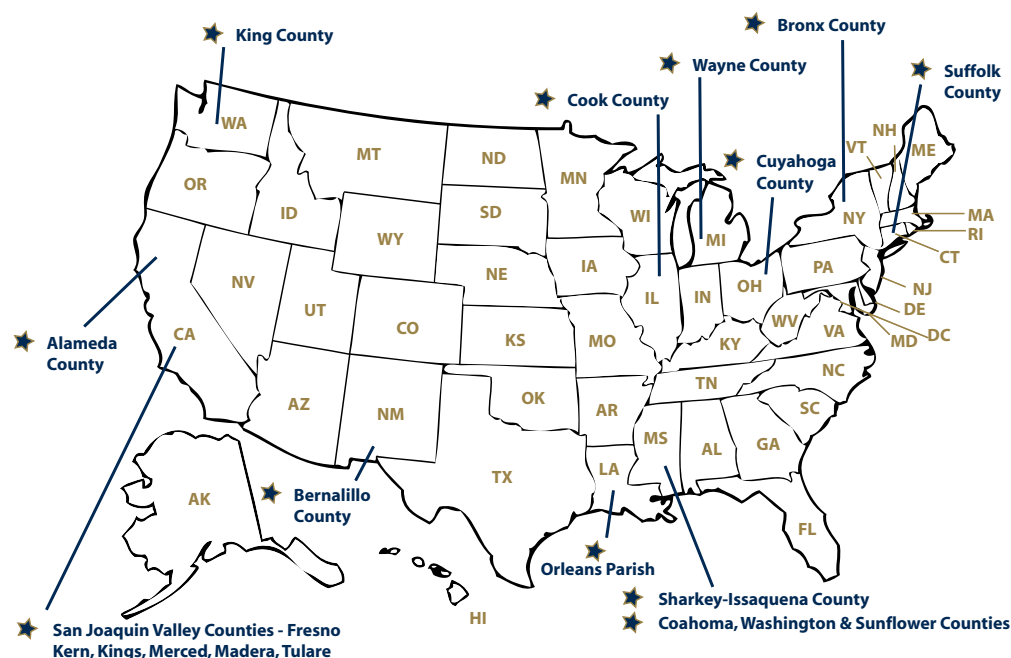 Bronx County
King County
Wayne County
Suffolk
County
Cook County
Cuyahoga
County
WA
MT
ND
MN
VT
NH
ME
OR
ID
SD
WI
MI
NY
MA
RI
CT
WY
IA
NE
NV
UT
CO
IL
IN
OH
PA
NJ
DE
DC
MD
WV
VA
CA
KS
MO
KY
Alameda
County
AZ
NM
OK
AR
TN
NC
SC
MS
AL
GA
LA
TX
FL
AK
HI
Bernalillo
County
Orleans Parish
Sharkey-Issaquena County
Coahoma, Washington & Sunflower Counties
San Joaquin Valley Counties - Fresno
Kern, Kings, Merced, Madera, Tulare